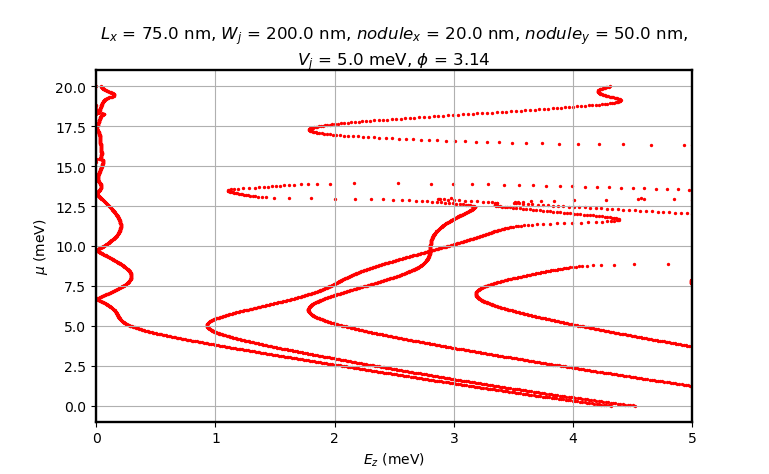 L_x = 75.0 nm, W_j = 200.0 nm, nodule_x = 20.0 nm, nodule_y = 50.0 nm,
V_j = 5.0 meV, ϕ = 3.14
20.0
17.5
15.0
12.5
10.0
7.5
5.0
2.5
0.0
μ (meV)
0 1 2 3 4 5
E_z (meV)